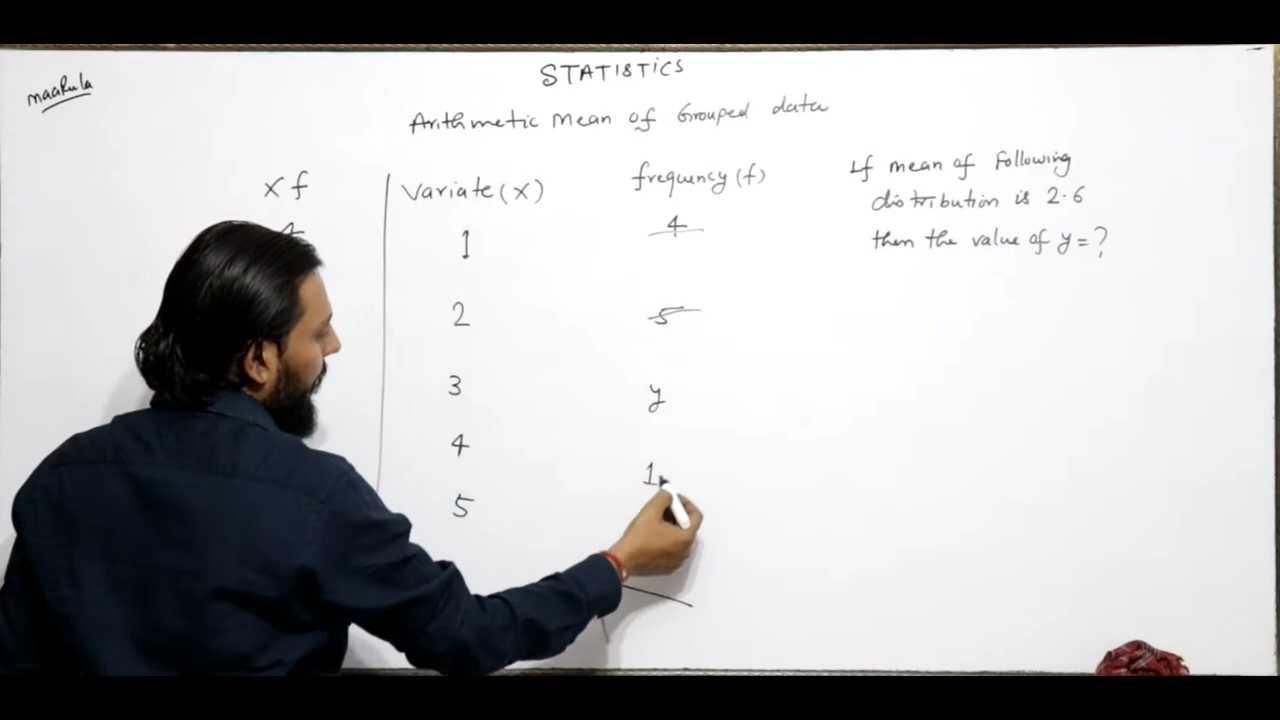 maaRula
STATISTICS
Arithmetic Mean of Grouped data
x f Variate (x) frequency (f)
4 1 4
2 5
3 y
4 1
5
If mean of Following
distribution is 2.6
then the value of y = ?